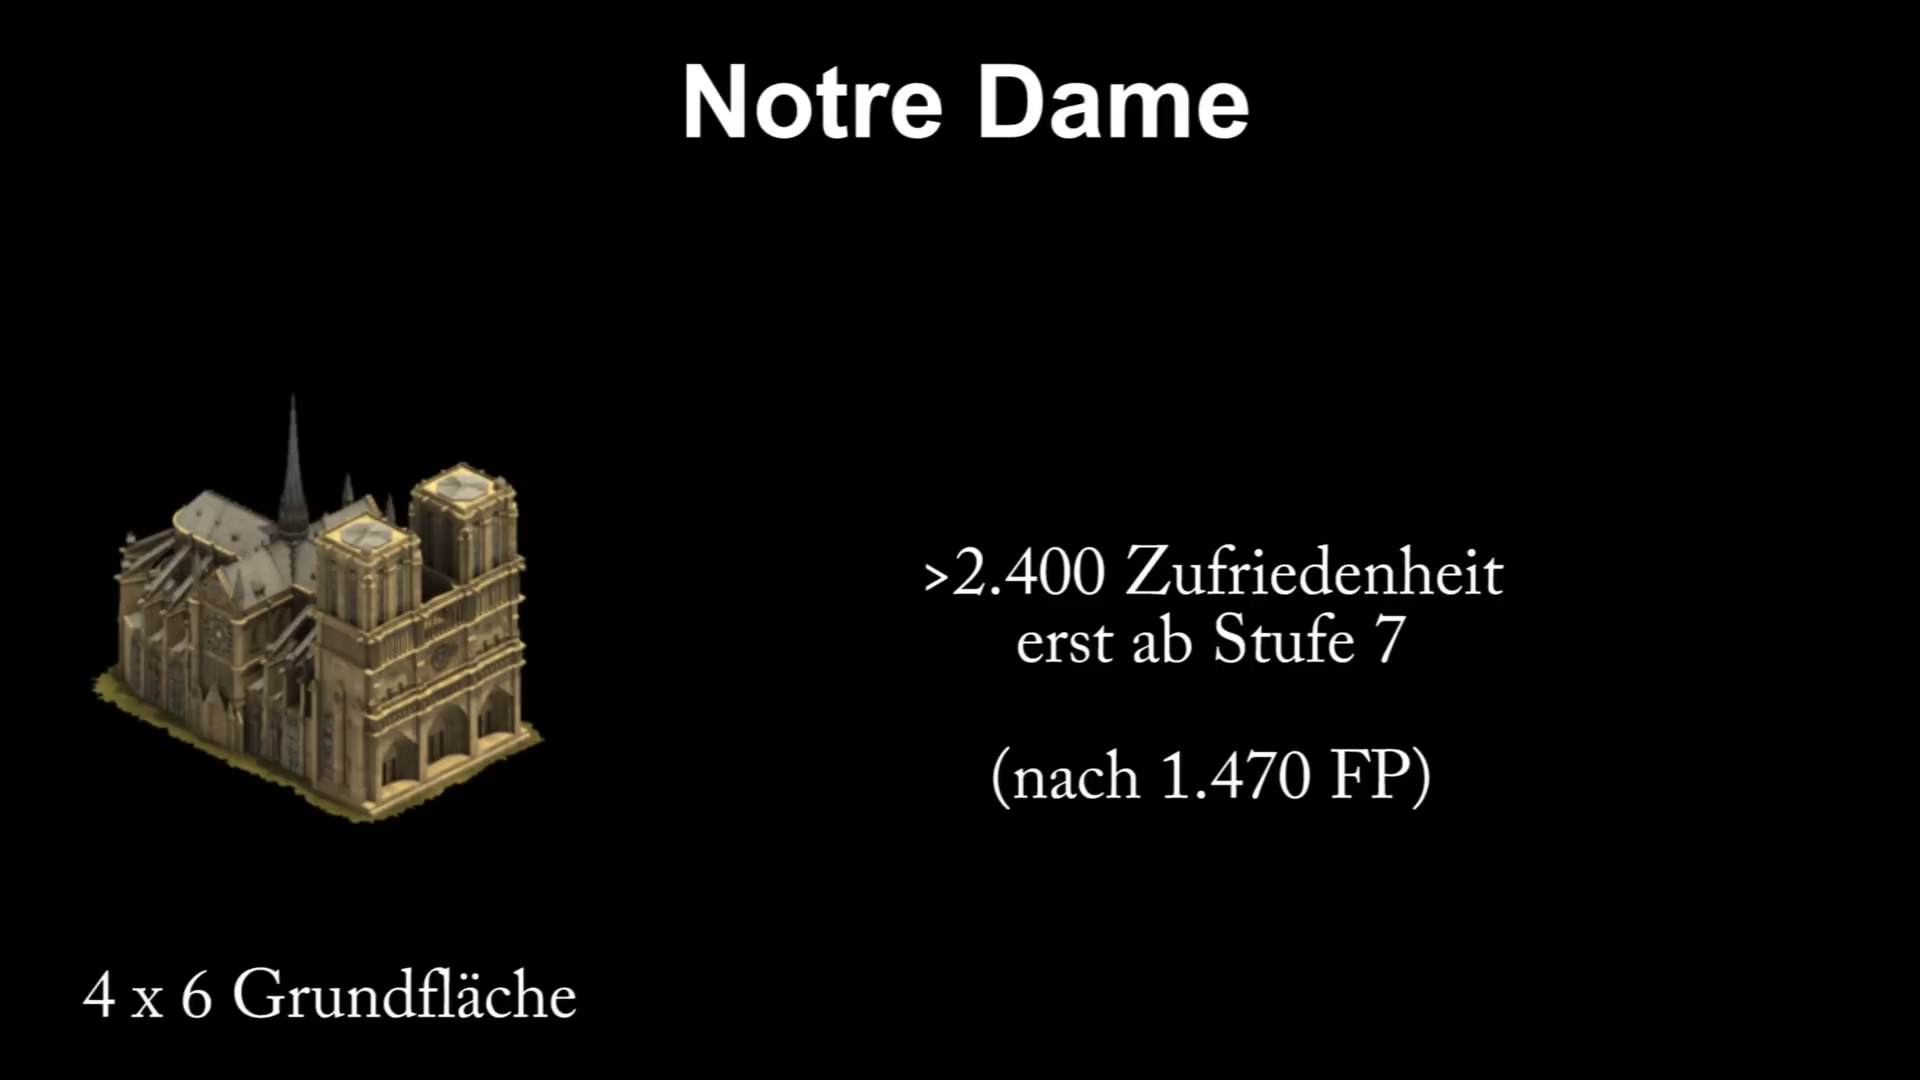 Notre Dame
>2.400 Zufriedenheit
erst ab Stufe 7
(nach 1.470 FP)
4 x 6 Grundfläche